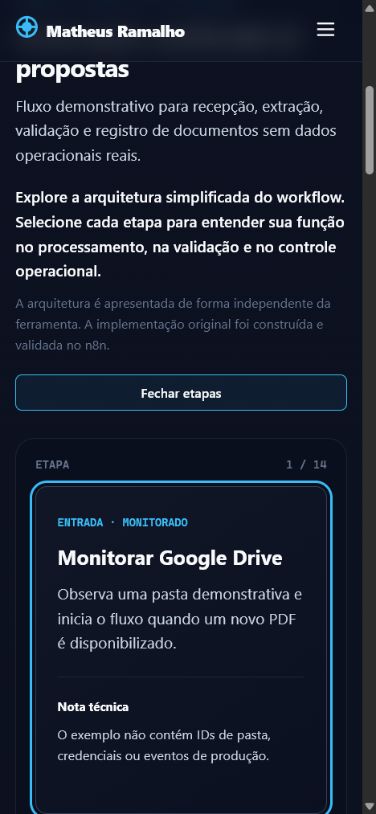 Matheus Ramalho
propostas
Fluxo demonstrativo para recepção, extração,
validação e registro de documentos sem dados
operacionais reais.
Explore a arquitetura simplificada do workflow.
Selecione cada etapa para entender sua função
no processamento, na validação e no controle
operacional.
A arquitetura é apresentada de forma independente da
ferramenta. A implementação original foi construída e
validada no n8n.
Fechar etapas
ETAPA 1 / 14
ENTRADA · MONITORADO
Monitorar Google Drive
Observa uma pasta demonstrativa e
inicia o fluxo quando um novo PDF
é disponibilizado.
Nota técnica
O exemplo não contém IDs de pasta,
credenciais ou eventos de produção.